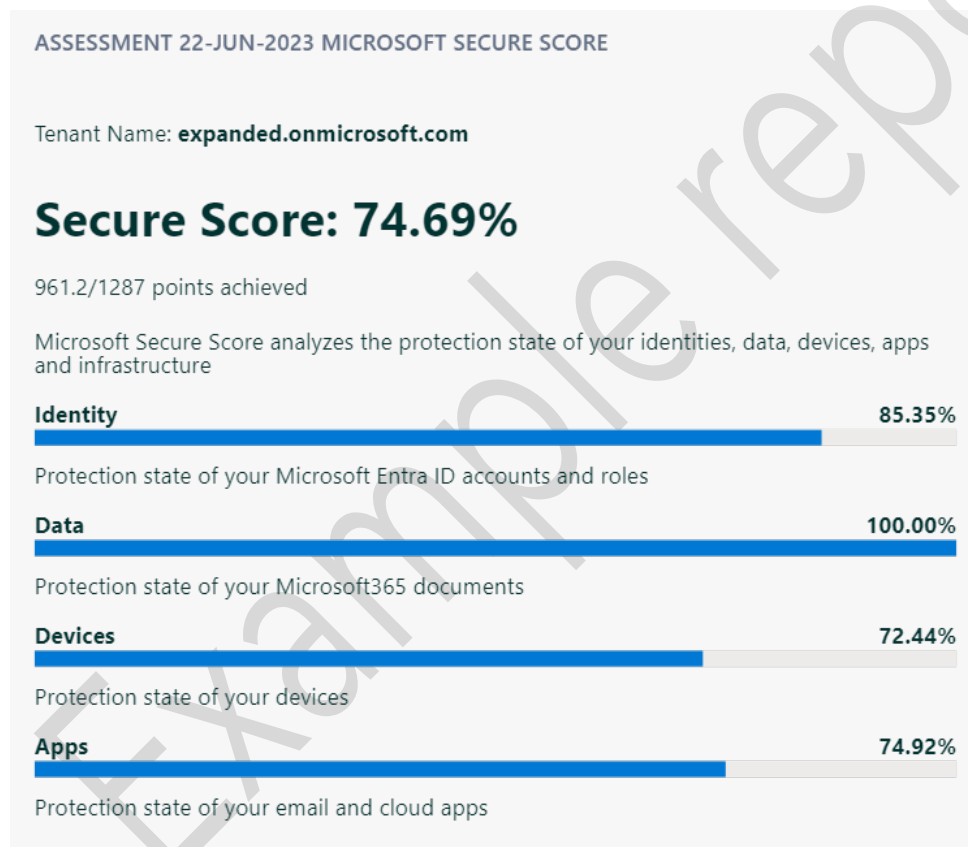 ASSESSMENT 22-JUN-2023 MICROSOFT SECURE SCORE
Tenant Name: expanded.onmicrosoft.com
Secure Score: 74.69%
961.2/1287 points achieved
Microsoft Secure Score analyzes the protection state of your identities, data, devices, apps
and infrastructure
Identity 85.35%
Protection state of your Microsoft Entra ID accounts and roles
Data 100.00%
Protection state of your Microsoft365 documents
Devices 72.44%
Protection state of your devices
Apps 74.92%
Protection state of your email and cloud apps
Example repo